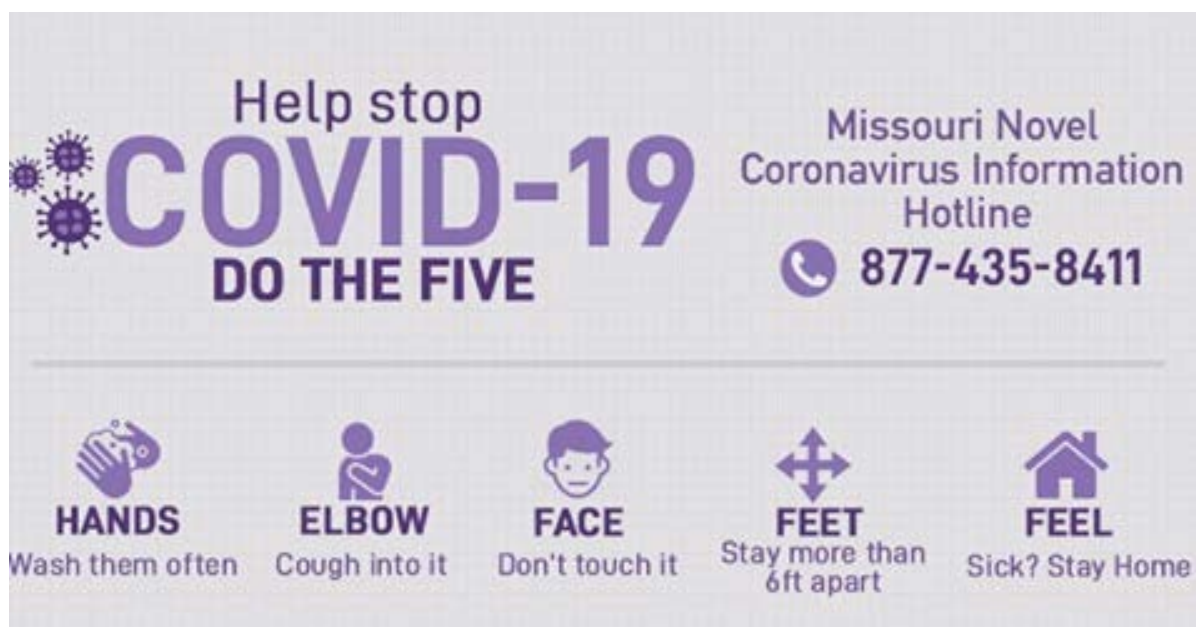 Help stop
COVID-19
DO THE FIVE
Missouri Novel
Coronavirus Information
Hotline
877-435-8411
HANDS
Wash them often
ELBOW
Cough into it
FACE
Don't touch it
FEET
Stay more than
6ft apart
FEEL
Sick? Stay Home